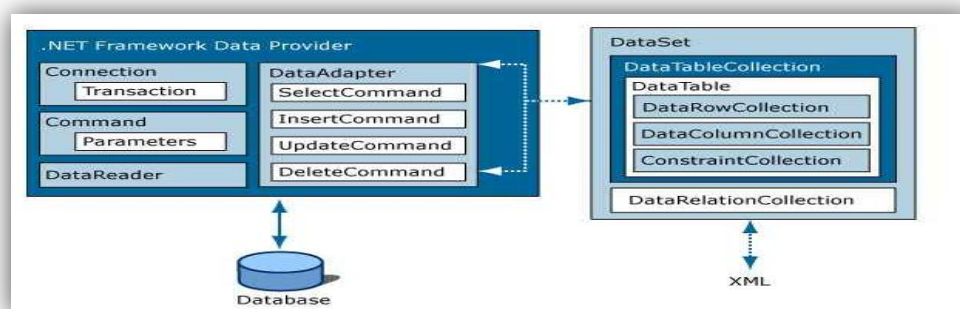 .NET Framework Data Provider
Connection
Transaction
Command
Parameters
DataReader
DataAdapter
SelectCommand
InsertCommand
UpdateCommand
DeleteCommand
Database
DataSet
DataTableCollection
DataTable
DataRowCollection
DataColumnCollection
ConstraintCollection
DataRelationCollection
XML